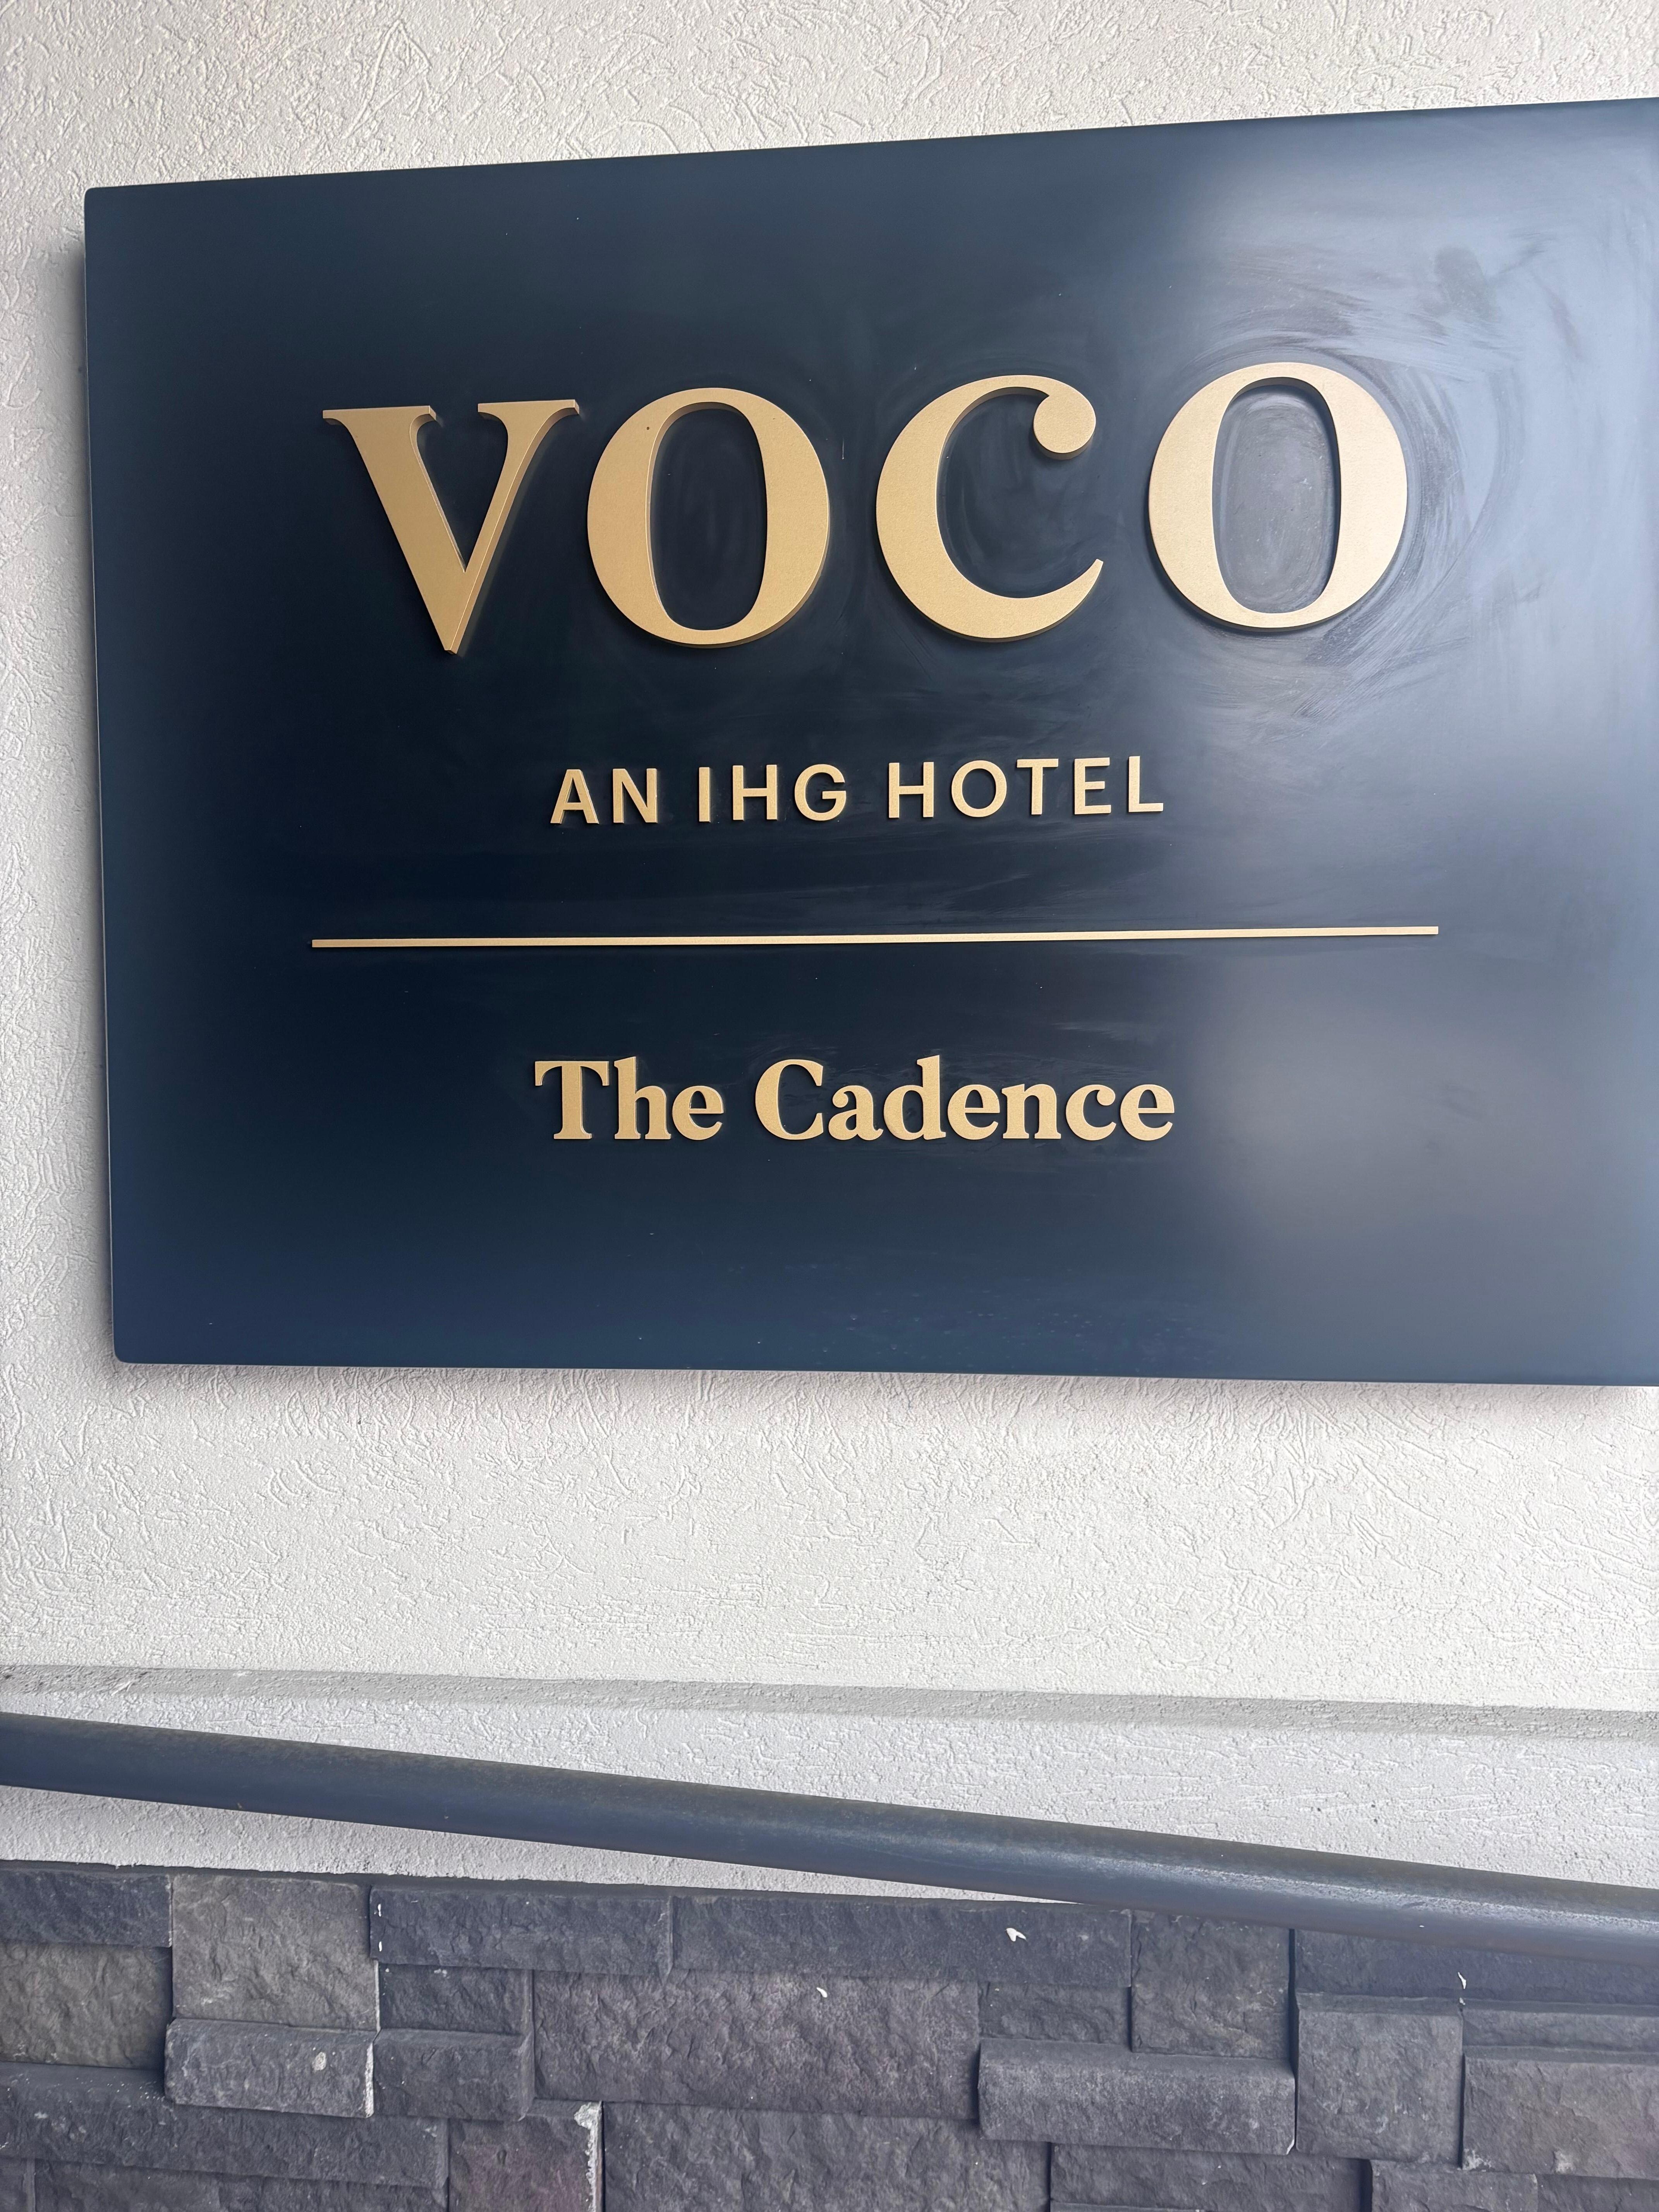 voco
AN IHG HOTEL
The Cadence